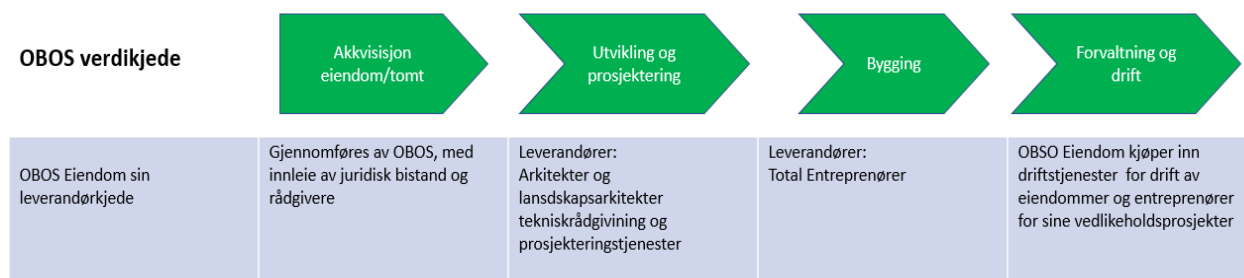 OBOS verdikjede
Akkvisisjon
eiendom/tomt
Utvikling og
prosjektering
Bygging
Forvaltning og
drift
OBOS Eiendom sin
leverandørkjede
Gjennomføres av OBOS, med
innleie av juridisk bistand og
rådgivere
Leverandører:
Arkitekter og
lansdskapsarkitekter
tekniskrådgivining og
prosjekteringstjenester
Leverandører:
Total Entreprenører
OBSO Eiendom kjøper inn
driftstjenester for drift av
eiendommer og entreprenører
for sine vedlikeholdsprosjekter